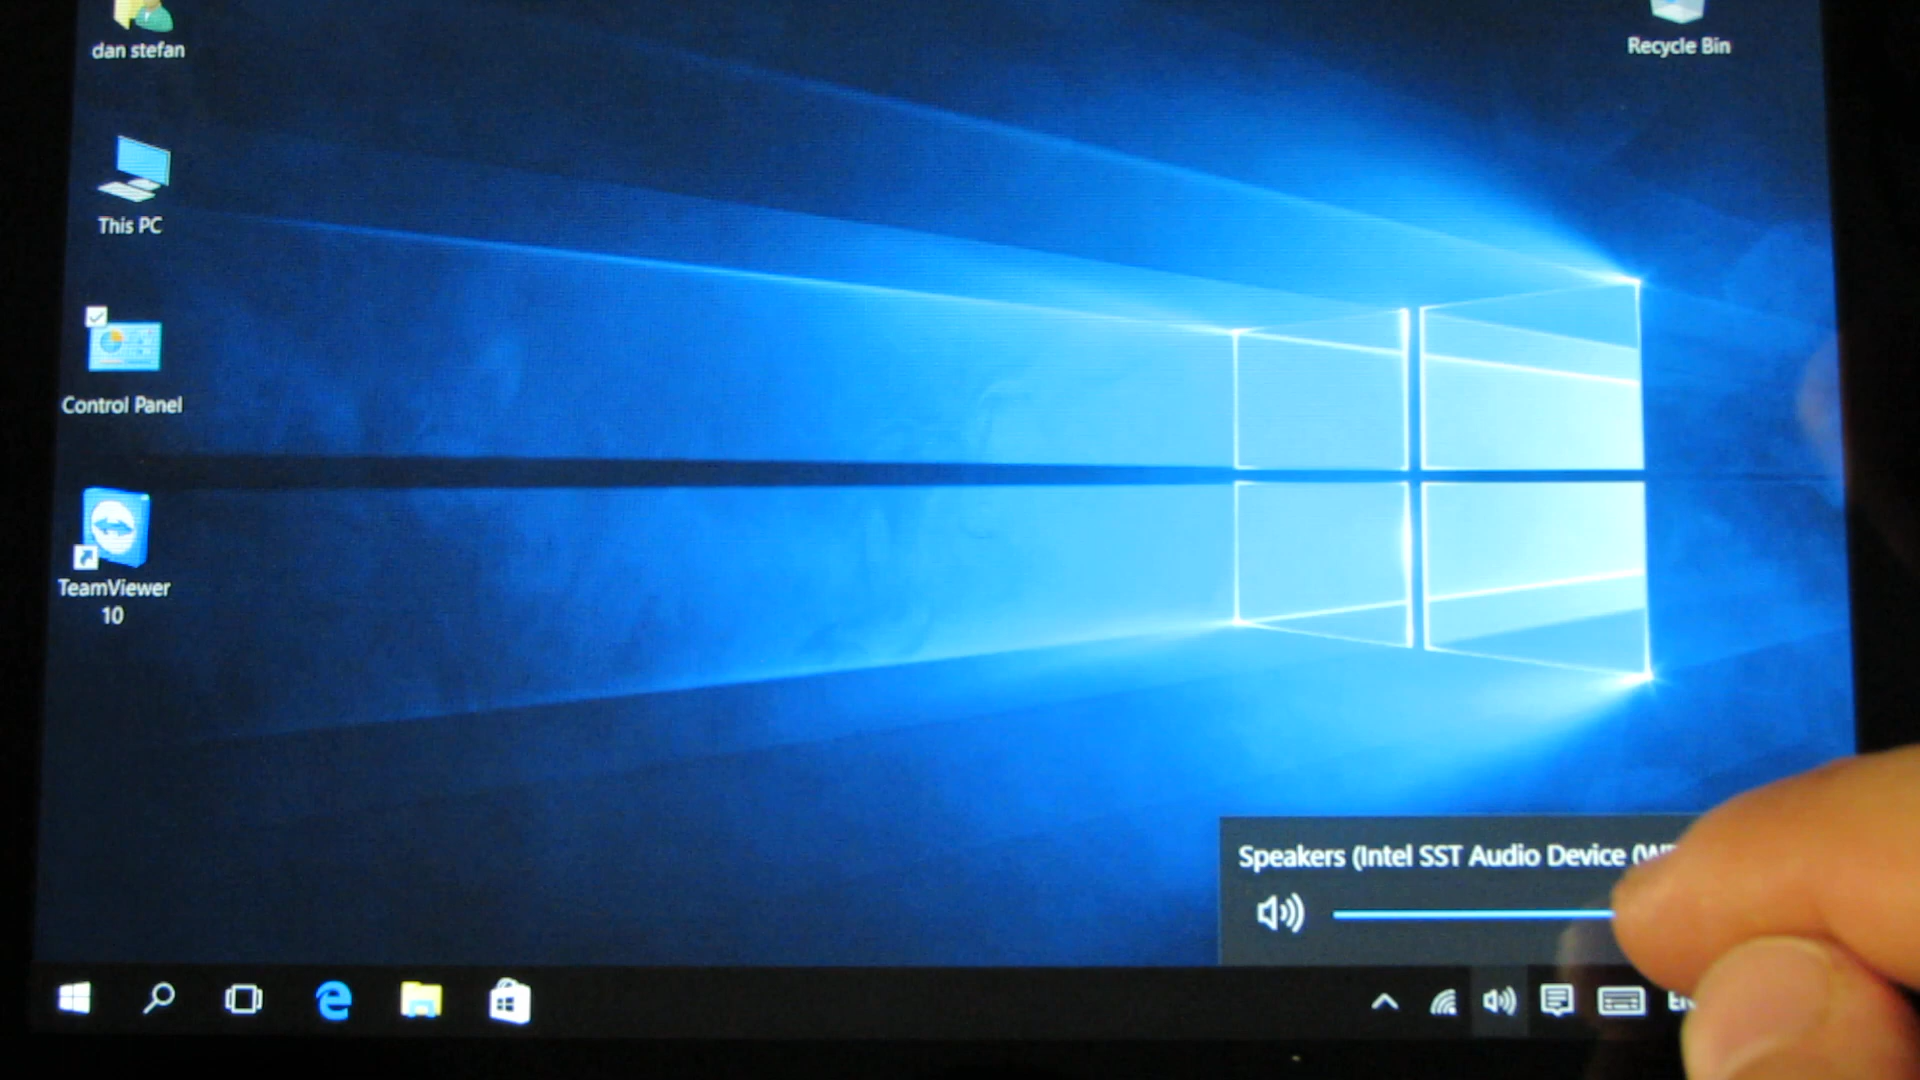 dan stefan
Recycle Bin
This PC
Control Panel
TeamViewer
10
Speakers (Intel SST Audio Device